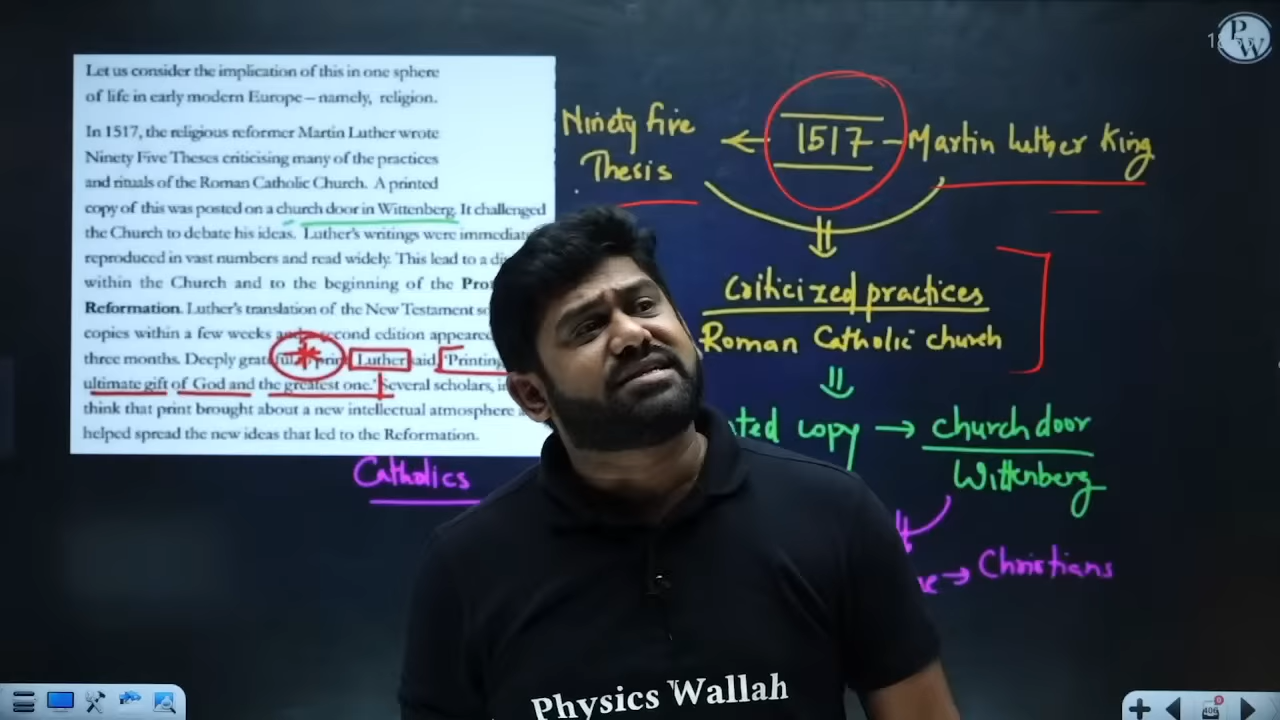 Let us consider the implication of this in one sphere
of life in early modern Europe – namely, religion.
In 1517, the religious reformer Martin Luther wrote
Ninety Five Theses criticising many of the practices
and rituals of the Roman Catholic Church. A printed
copy of this was posted on a church door in Wittenberg. It challenged
the Church to debate his ideas. Luther's writings were
reproduced in vast numbers and read widely. This lead to a
within the Church and to the beginning of the
Reformation. Luther's translation of the New Testament
copies within a few weeks and second edition appeared
three months. Deeply print, Luther said, 'Printing
ultimate gift of God and the greatest one.' Several scholars,
think that print brought about a new intellectual atmosphere
helped spread the new ideas that led to the Reformation.
Catholics
Ninety five ← 1517 – Martin Luther King
Thesis
⇓
Criticized practices
Roman Catholic church
⇓
copy → church door
Wittenberg
→ Christians
PW
Physics Wallah
406